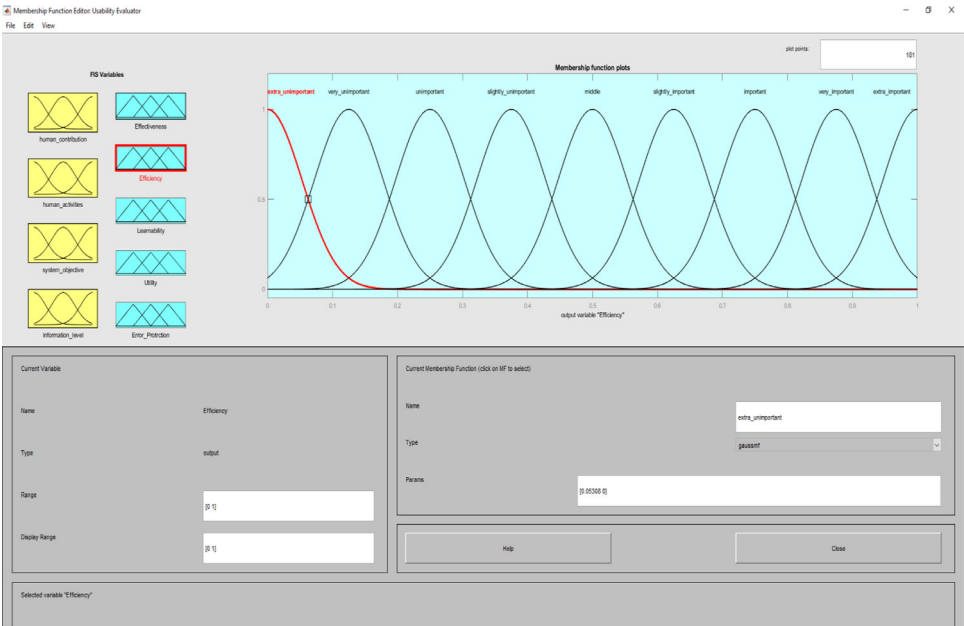 Membership Function Editor: Usability Evaluator
File Edit View
FIS Variables
human_contribution
human_activities
system_objective
information_level
Effectiveness
Efficiency
Learnability
Utility
Error_Protrction
plot points:
181
Membership function plots
extra_unimportant very_unimportant unimportant slightly_unimportant middle slightly_important important very_important extra_important
1
0.5
0
0 0.1 0.2 0.3 0.4 0.5 0.6 0.7 0.8 0.9 1
output variable "Efficiency"
Current Variable
Name Efficiency
Type output
Range [0 1]
Display Range [0 1]
Current Membership Function (click on MF to select)
Name extra_unimportant
Type gaussmf
Params [0.05308 0]
Help Close
Selected variable "Efficiency"